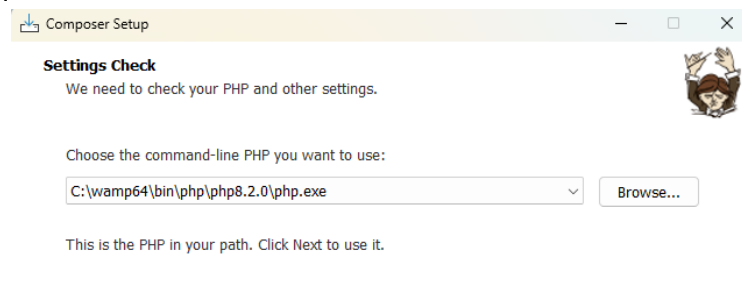 Composer Setup
Settings Check
We need to check your PHP and other settings.
Choose the command-line PHP you want to use:
C:\wamp64\bin\php\php8.2.0\php.exe
Browse...
This is the PHP in your path. Click Next to use it.